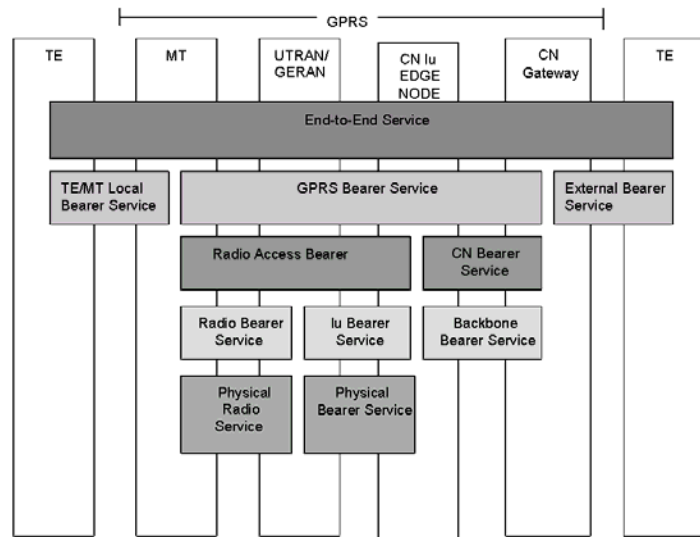 GPRS
TE
MT
UTRAN/
GERAN
CN Iu
EDGE
NODE
CN
Gateway
TE
End-to-End Service
TE/MT Local
Bearer Service
GPRS Bearer Service
External Bearer
Service
Radio Access Bearer
CN Bearer
Service
Radio Bearer
Service
Iu Bearer
Service
Backbone
Bearer Service
Physical
Radio
Service
Physical
Bearer Service